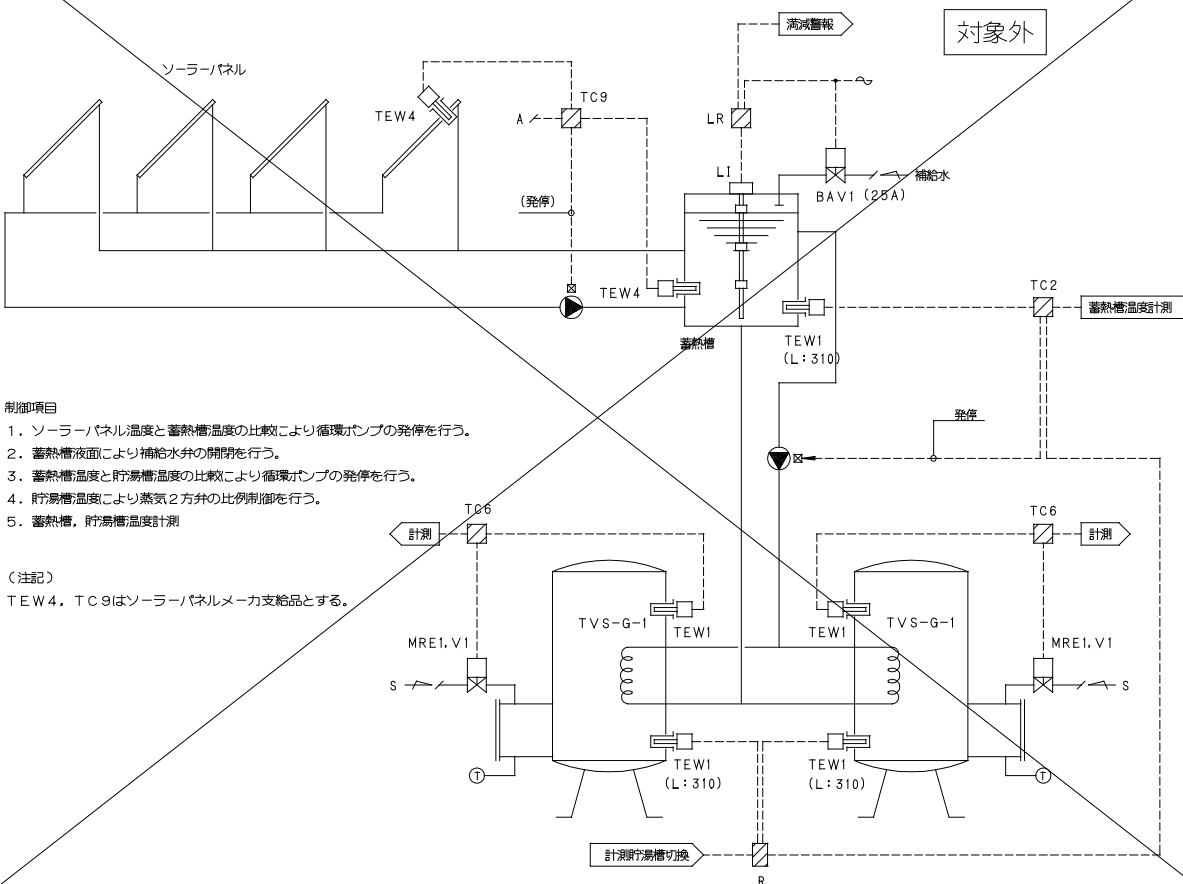 満減警報
対象外
ソーラーパネル
TC9
TEW4
A
LR
LI
補給水
BAV1 (25A)
(発停)
TEW4
TC2
蓄熱槽温度計測
蓄熱槽
TEW1
(L:310)
制御項目
1. ソーラーパネル温度と蓄熱槽温度の比較により循環ポンプの発停を行う。
2. 蓄熱槽液面により補給水弁の開閉を行う。
3. 蓄熱槽温度と貯湯槽温度の比較により循環ポンプの発停を行う。
4. 貯湯槽温度により蒸気2方弁の比例制御を行う。
5. 蓄熱槽, 貯湯槽温度計測
発停
TC6
計測
TC6
計測
(注記)
TEW4, TC9はソーラーパネルメーカ支給品とする。
TVS-G-1
TEW1
TEW1
TVS-G-1
MRE1,V1
MRE1,V1
S
S
TEW1
(L:310)
TEW1
(L:310)
T
T
計測貯湯槽切換
R